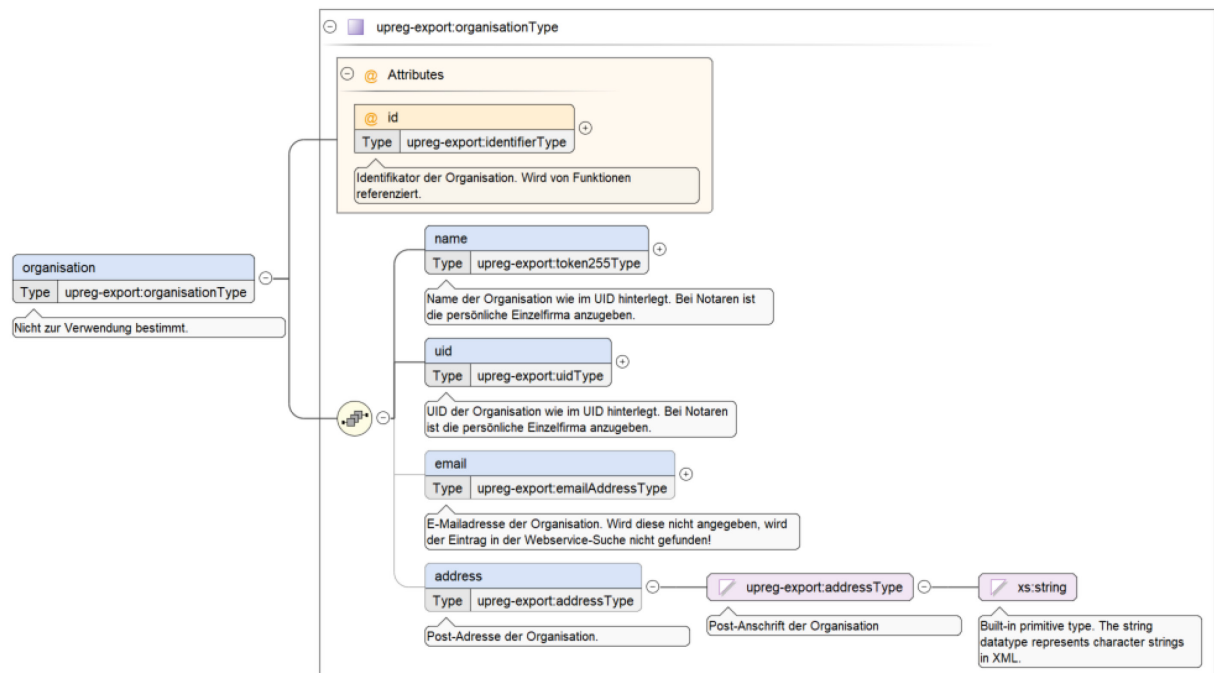 upreg-export:organisationType
@ Attributes
@ id
Type upreg-export:identifierType
Identifikator der Organisation. Wird von Funktionen
referenziert.
organisation
Type upreg-export:organisationType
Nicht zur Verwendung bestimmt.
name
Type upreg-export:token255Type
Name der Organisation wie im UID hinterlegt. Bei Notaren ist
die persönliche Einzelfirma anzugeben.
uid
Type upreg-export:uidType
UID der Organisation wie im UID hinterlegt. Bei Notaren
ist die persönliche Einzelfirma anzugeben.
email
Type upreg-export:emailAddressType
E-Mailadresse der Organisation. Wird diese nicht angegeben, wird
der Eintrag in der Webservice-Suche nicht gefunden!
address
Type upreg-export:addressType
Post-Adresse der Organisation.
upreg-export:addressType
Post-Anschrift der Organisation
xs:string
Built-in primitive type. The string
datatype represents character strings
in XML.